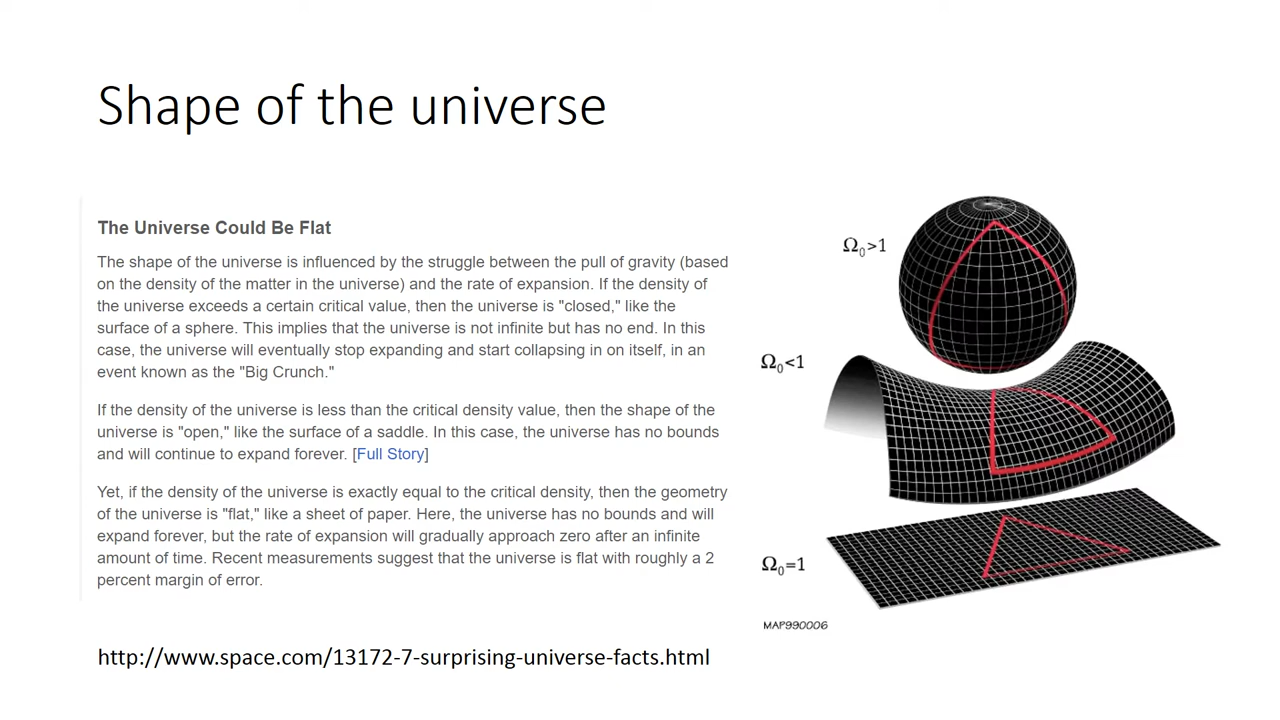 Shape of the universe
The Universe Could Be Flat
The shape of the universe is influenced by the struggle between the pull of gravity (based
on the density of the matter in the universe) and the rate of expansion. If the density of
the universe exceeds a certain critical value, then the universe is "closed," like the
surface of a sphere. This implies that the universe is not infinite but has no end. In this
case, the universe will eventually stop expanding and start collapsing in on itself, in an
event known as the "Big Crunch."
If the density of the universe is less than the critical density value, then the shape of the
universe is "open," like the surface of a saddle. In this case, the universe has no bounds
and will continue to expand forever. [Full Story]
Yet, if the density of the universe is exactly equal to the critical density, then the geometry
of the universe is "flat," like a sheet of paper. Here, the universe has no bounds and will
expand forever, but the rate of expansion will gradually approach zero after an infinite
amount of time. Recent measurements suggest that the universe is flat with roughly a 2
percent margin of error.
http://www.space.com/13172-7-surprising-universe-facts.html
Ω₀>1
Ω₀<1
Ω₀=1
MAP990006